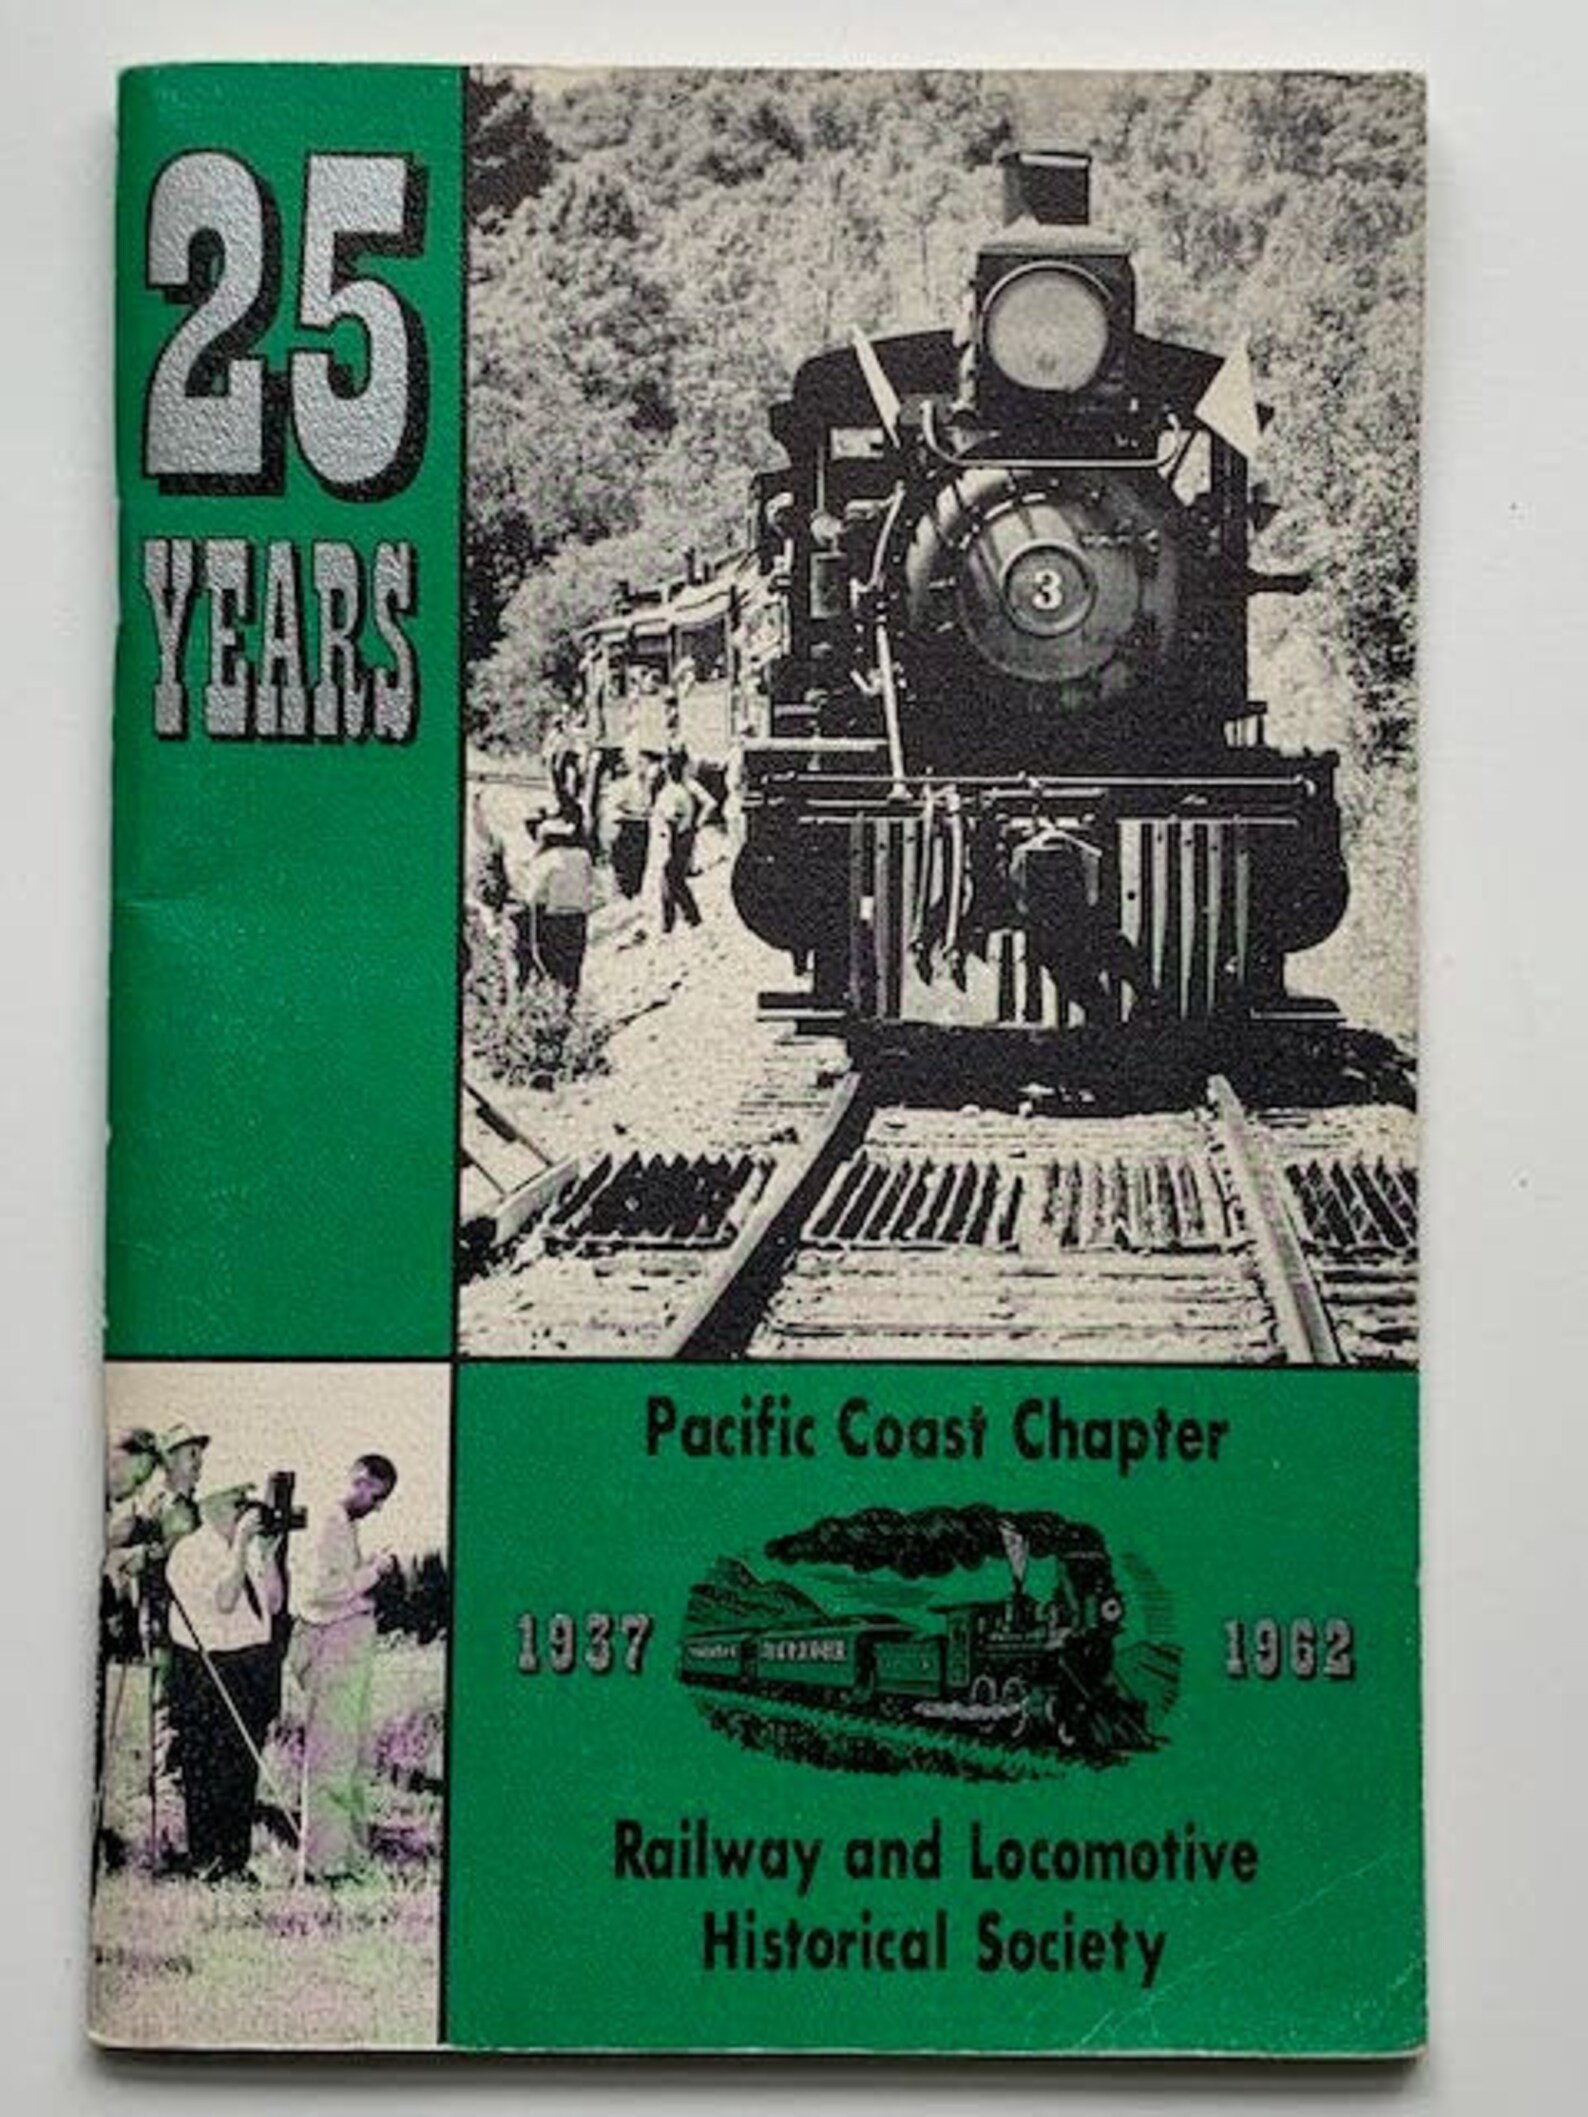 25
YEARS
3
Pacific Coast Chapter
1937
1962
Railway and Locomotive
Historical Society